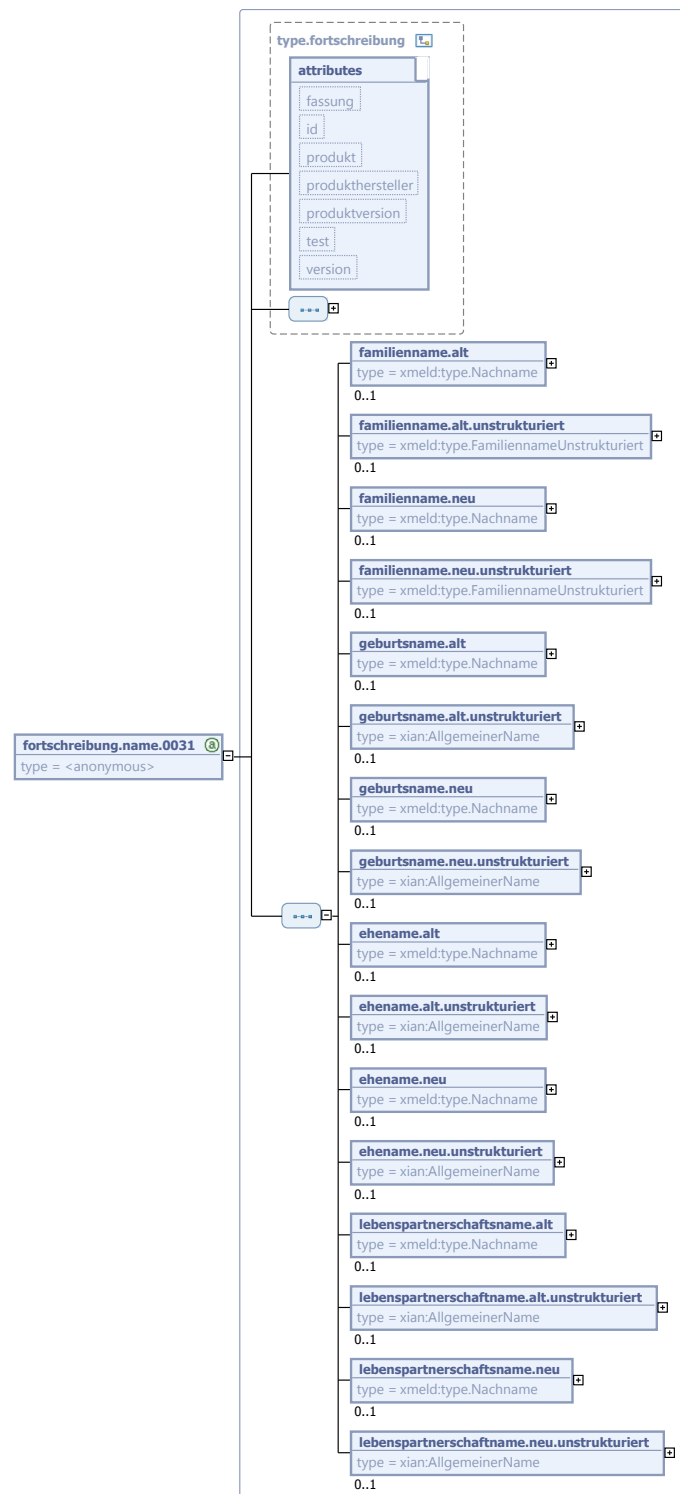 type.fortschreibung
attributes
fassung
id
produkt
produkthersteller
produktversion
test
version
familienname.alt
type = xmeld:type.Nachname
0..1
familienname.alt.unstrukturiert
type = xmeld:type.FamiliennameUnstrukturiert
0..1
familienname.neu
type = xmeld:type.Nachname
0..1
familienname.neu.unstrukturiert
type = xmeld:type.FamiliennameUnstrukturiert
0..1
geburtsname.alt
type = xmeld:type.Nachname
0..1
geburtsname.alt.unstrukturiert
type = xian:AllgemeinerName
0..1
fortschreibung.name.0031 a
type = <anonymous>
geburtsname.neu
type = xmeld:type.Nachname
0..1
geburtsname.neu.unstrukturiert
type = xian:AllgemeinerName
0..1
ehename.alt
type = xmeld:type.Nachname
0..1
ehename.alt.unstrukturiert
type = xian:AllgemeinerName
0..1
ehename.neu
type = xmeld:type.Nachname
0..1
ehename.neu.unstrukturiert
type = xian:AllgemeinerName
0..1
lebenspartnerschaftsname.alt
type = xmeld:type.Nachname
0..1
lebenspartnerschaftname.alt.unstrukturiert
type = xian:AllgemeinerName
0..1
lebenspartnerschaftsname.neu
type = xmeld:type.Nachname
0..1
lebenspartnerschaftname.neu.unstrukturiert
type = xian:AllgemeinerName
0..1